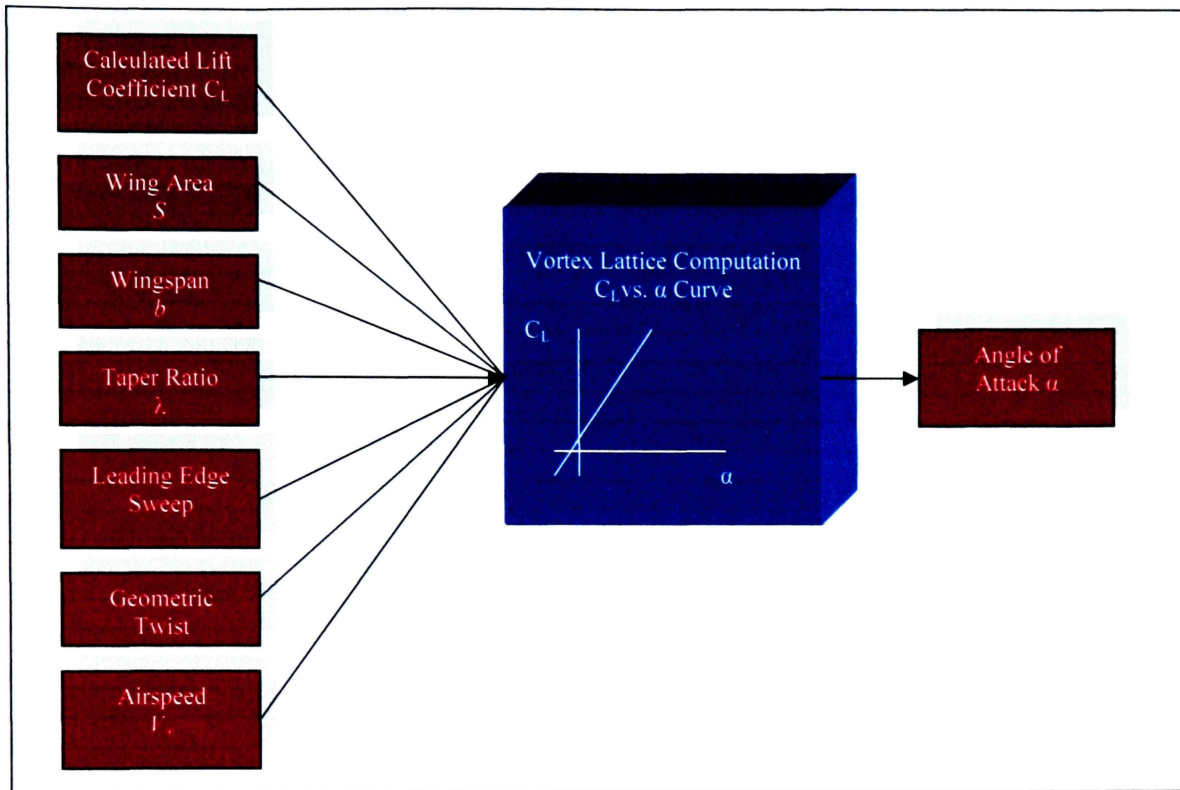 Calculated Lift
Coefficient C_L
Wing Area
S
Wingspan
b
Taper Ratio
λ
Leading Edge
Sweep
Geometric
Twist
Airspeed
Vortex Lattice Computation
C_L vs. α Curve
C_L
α
Angle of
Attack α